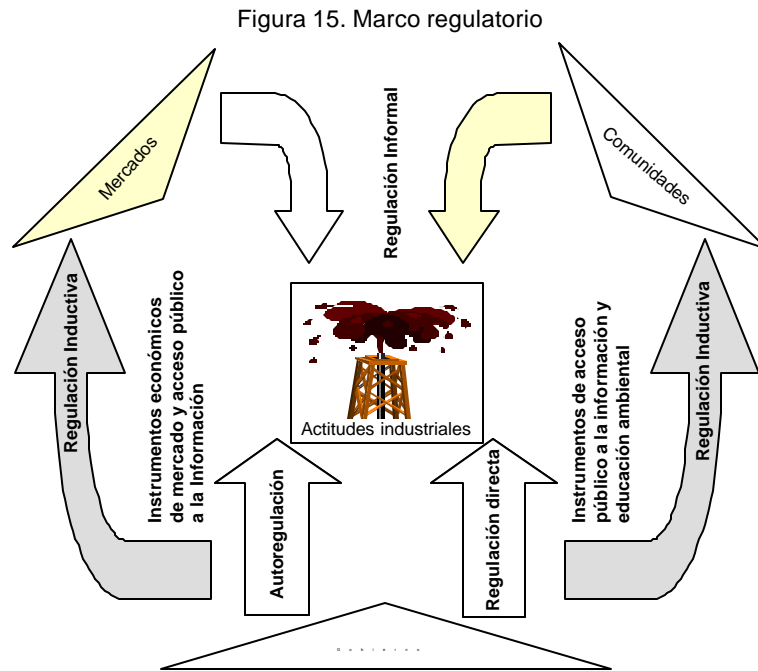 Figura 15. Marco regulatorio
Mercados
Regulación Informal
Comunidades
Regulación Inductiva
Instrumentos económicos
de mercado y acceso público
a la Información
Actitudes industriales
Instrumentos de acceso
público a la información y
educación ambiental
Regulación Inductiva
Autoregulación
Regulación directa